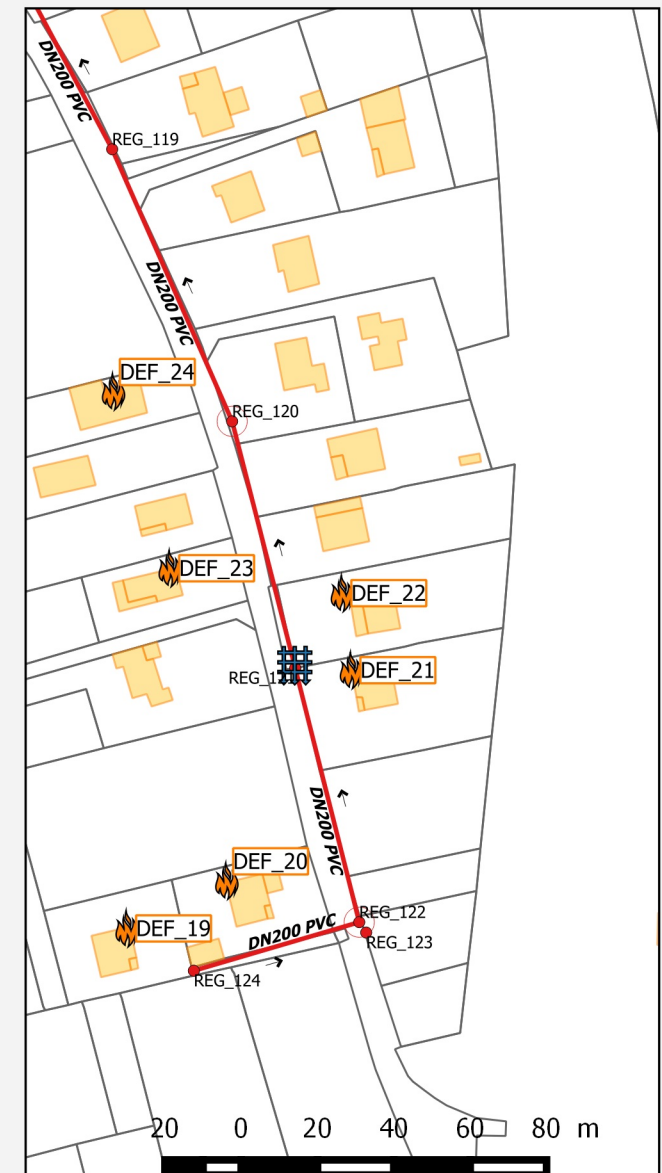 DN200 PVC
REG_119
DN200 PVC
DEF_24
REG_120
DEF_23
DEF_22
DEF_21
DN200 PVC
DEF_20
REG_122
DEF_19
DN200 PVC
REG_123
REG_124
20 0 20 40 60 80 m